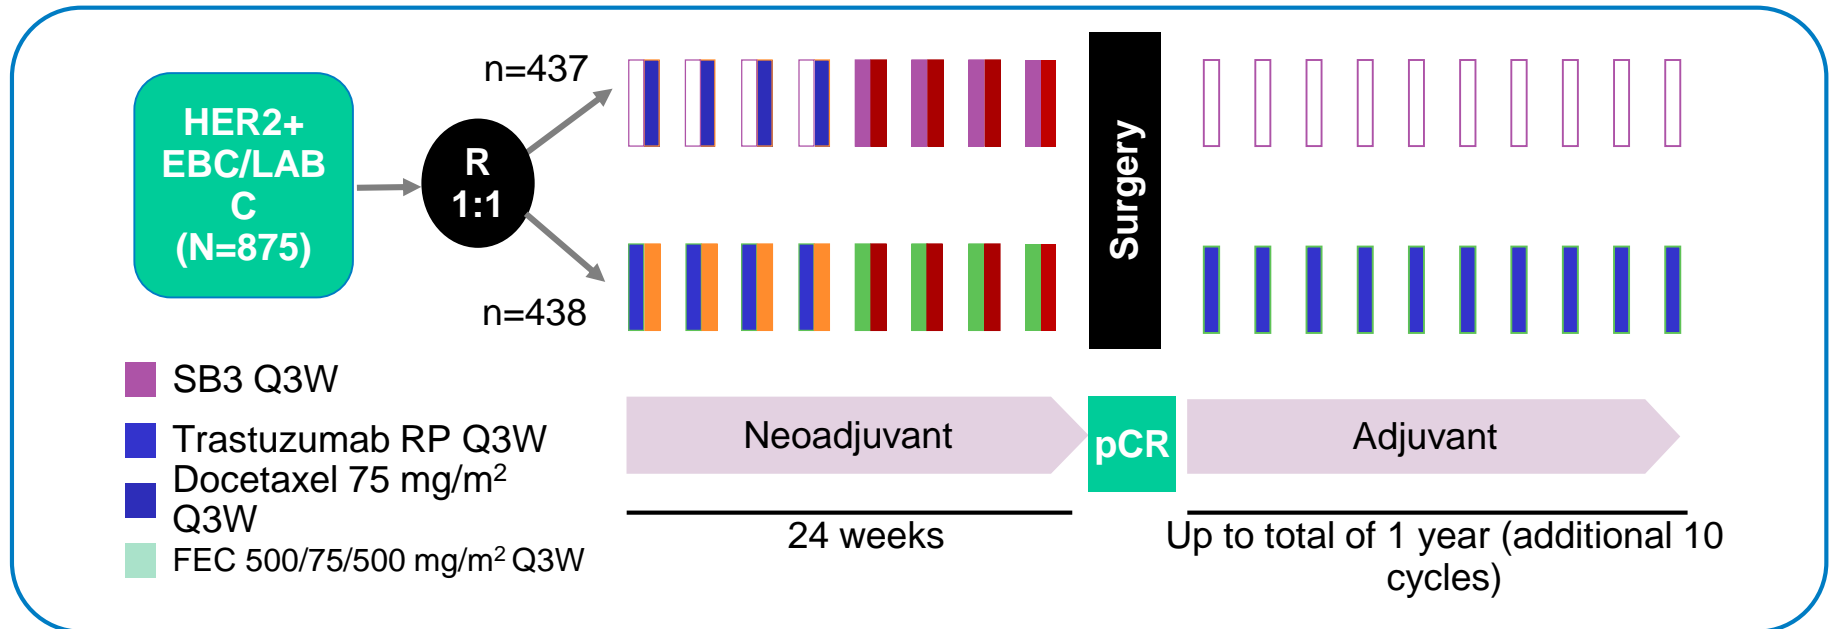 HER2+
EBC/LAB
C
(N=875)
R
1:1
n=437
n=438
Surgery
SB3 Q3W
Trastuzumab RP Q3W
Docetaxel 75 mg/m²
Q3W
FEC 500/75/500 mg/m² Q3W
Neoadjuvant
pCR
Adjuvant
24 weeks
Up to total of 1 year (additional 10
cycles)